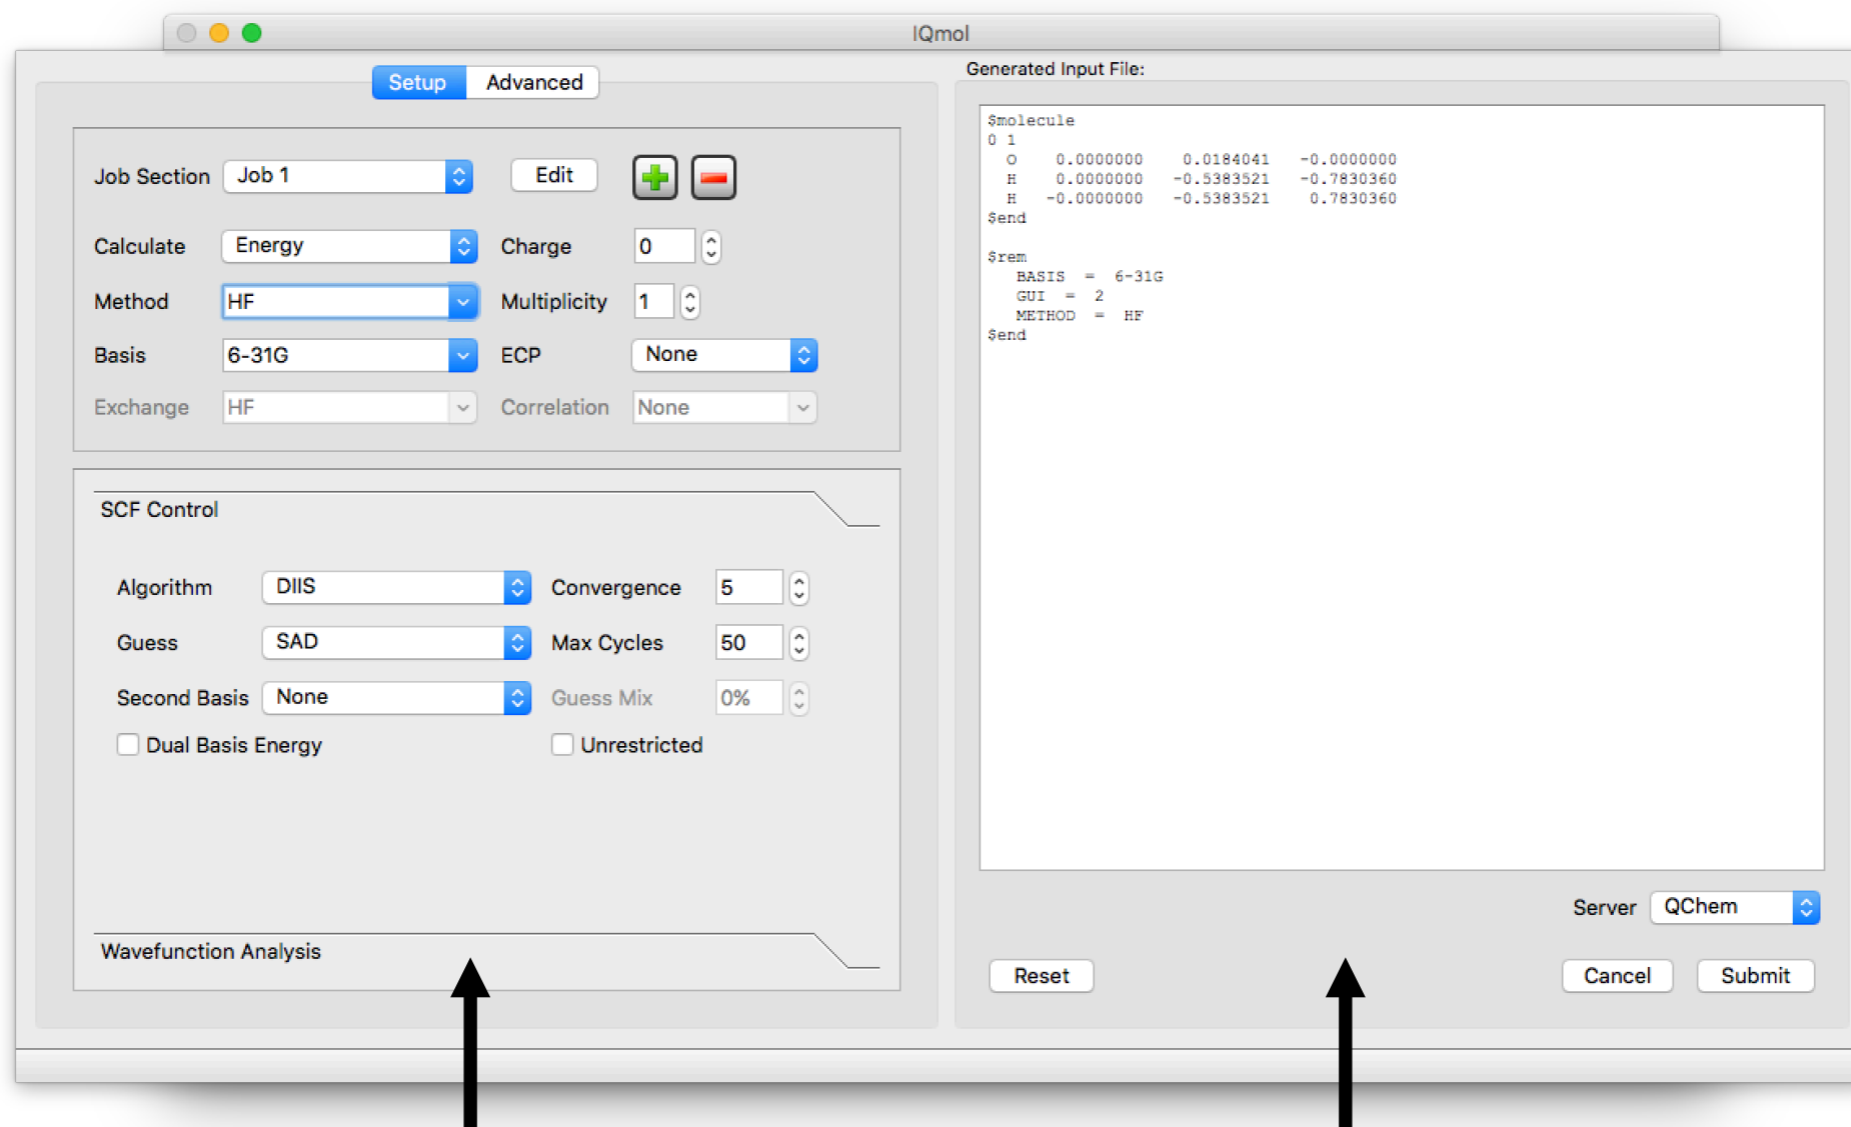 IQmol
Setup Advanced
Job Section Job 1 Edit
Calculate Energy Charge 0
Method HF Multiplicity 1
Basis 6-31G ECP None
Exchange HF Correlation None
SCF Control
Algorithm DIIS Convergence 5
Guess SAD Max Cycles 50
Second Basis None Guess Mix 0%
Dual Basis Energy Unrestricted
Wavefunction Analysis
Generated Input File:
$molecule
0 1
O 0.0000000 0.0184041 -0.0000000
H 0.0000000 -0.5383521 -0.7830360
H -0.0000000 -0.5383521 0.7830360
$end
$rem
BASIS = 6-31G
GUI = 2
METHOD = HF
$end
Server QChem
Reset Cancel Submit